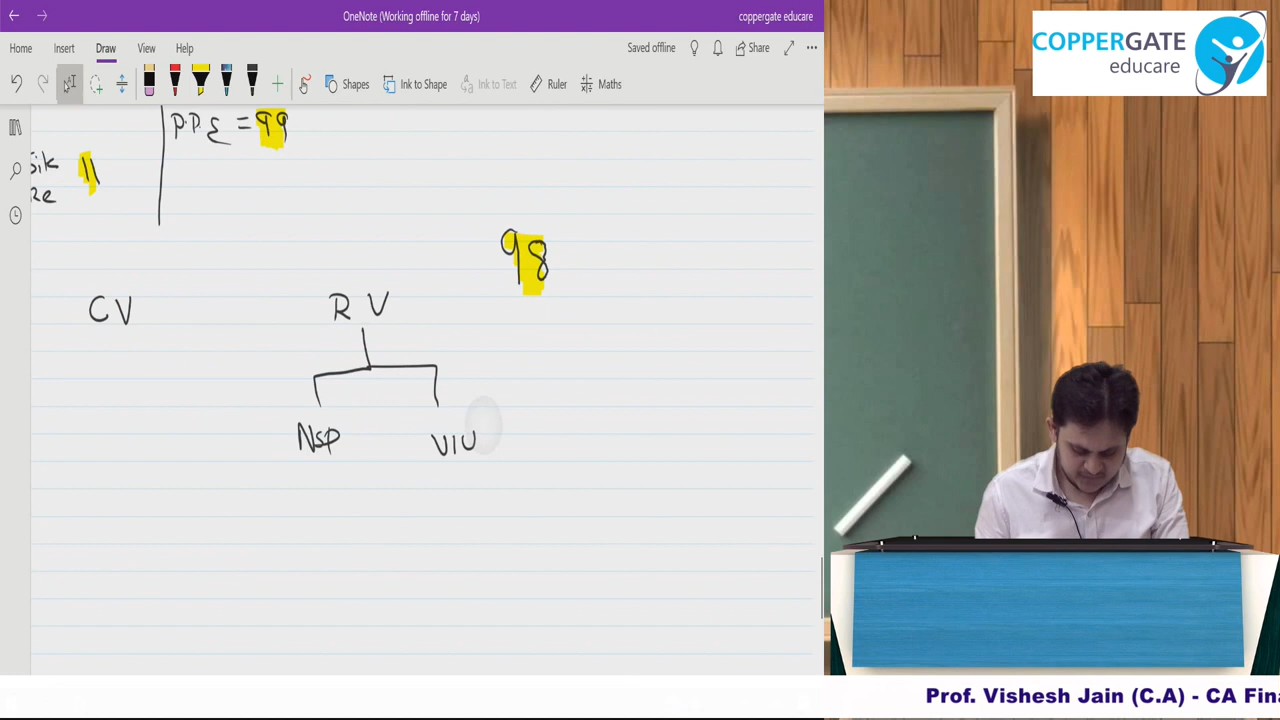 OneNote (Working offline for 7 days)
coppergate educare
Home Insert Draw View Help
Saved offline
Share
Shapes
Ink to Shape
Ink to Text
Ruler
Maths
P.P.E = 99
11
Re
98
CV
RV
NSP
VIU
COPPERGATE
educare
Prof. Vishesh Jain (C.A) - CA Fina